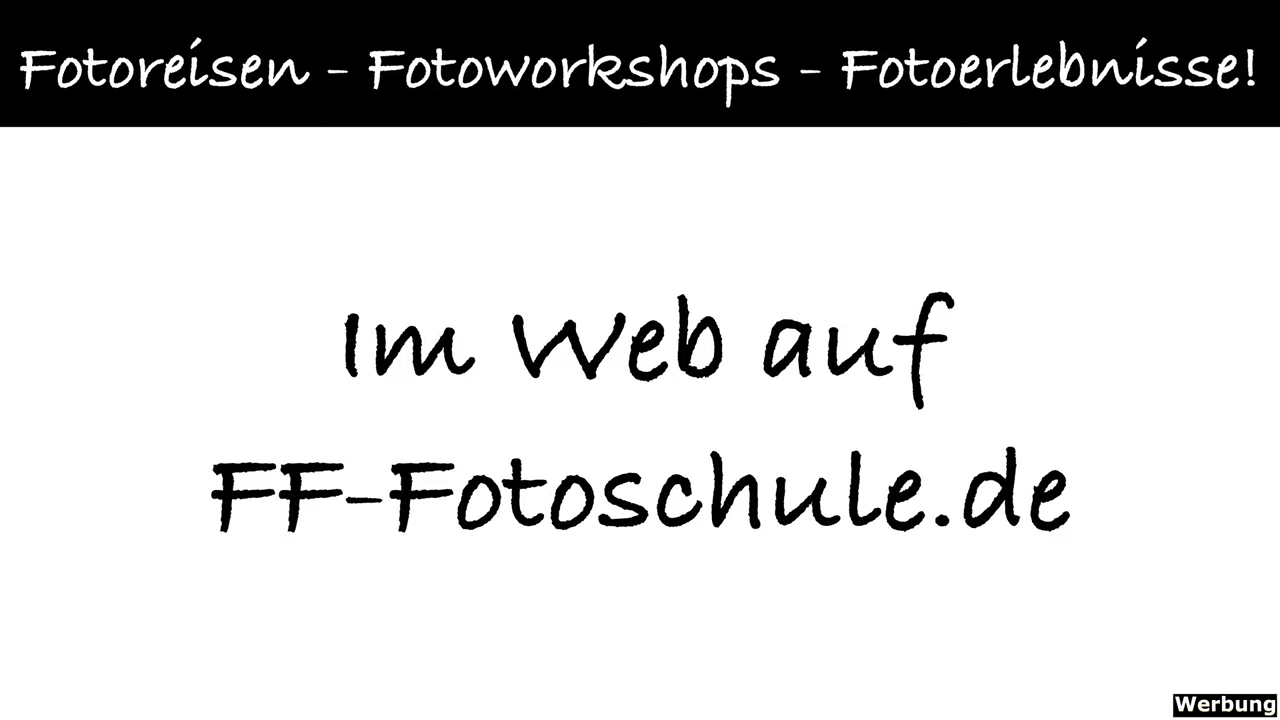 Fotoreisen - Fotoworkshops - Fotoerlebnisse!
Im Web auf
FF-Fotoschule.de
Werbung